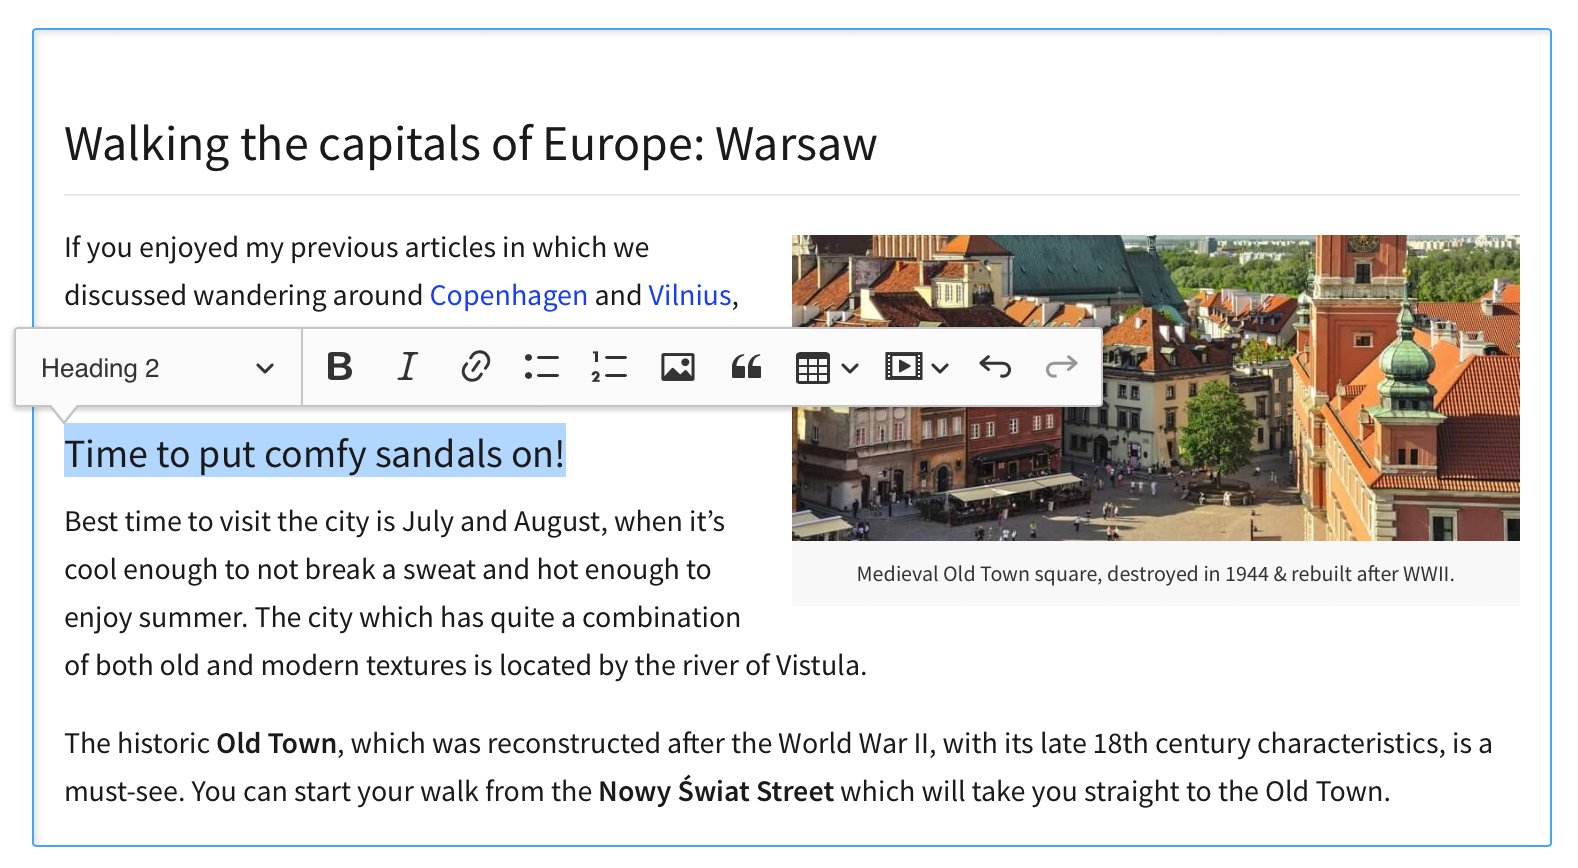 Walking the capitals of Europe: Warsaw
If you enjoyed my previous articles in which we
discussed wandering around Copenhagen and Vilnius,
Heading 2
Time to put comfy sandals on!
Best time to visit the city is July and August, when it’s
cool enough to not break a sweat and hot enough to
enjoy summer. The city which has quite a combination
of both old and modern textures is located by the river of Vistula.
Medieval Old Town square, destroyed in 1944 & rebuilt after WWII.
The historic Old Town, which was reconstructed after the World War II, with its late 18th century characteristics, is a
must-see. You can start your walk from the Nowy Świat Street which will take you straight to the Old Town.